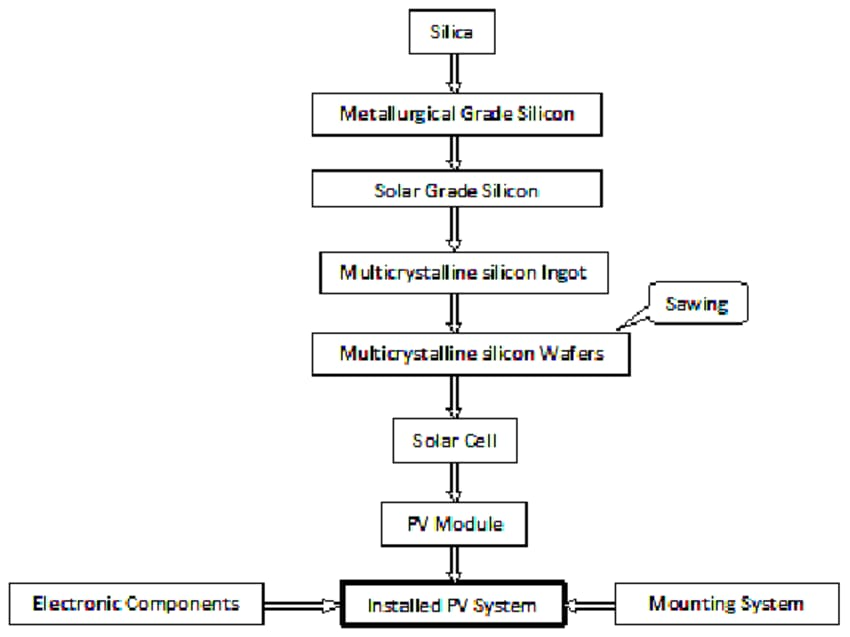 Silica
Metallurgical Grade Silicon
Solar Grade Silicon
Multicrystalline silicon Ingot
Sawing
Multicrystalline silicon Wafers
Solar Cell
PV Module
Electronic Components
Installed PV System
Mounting System